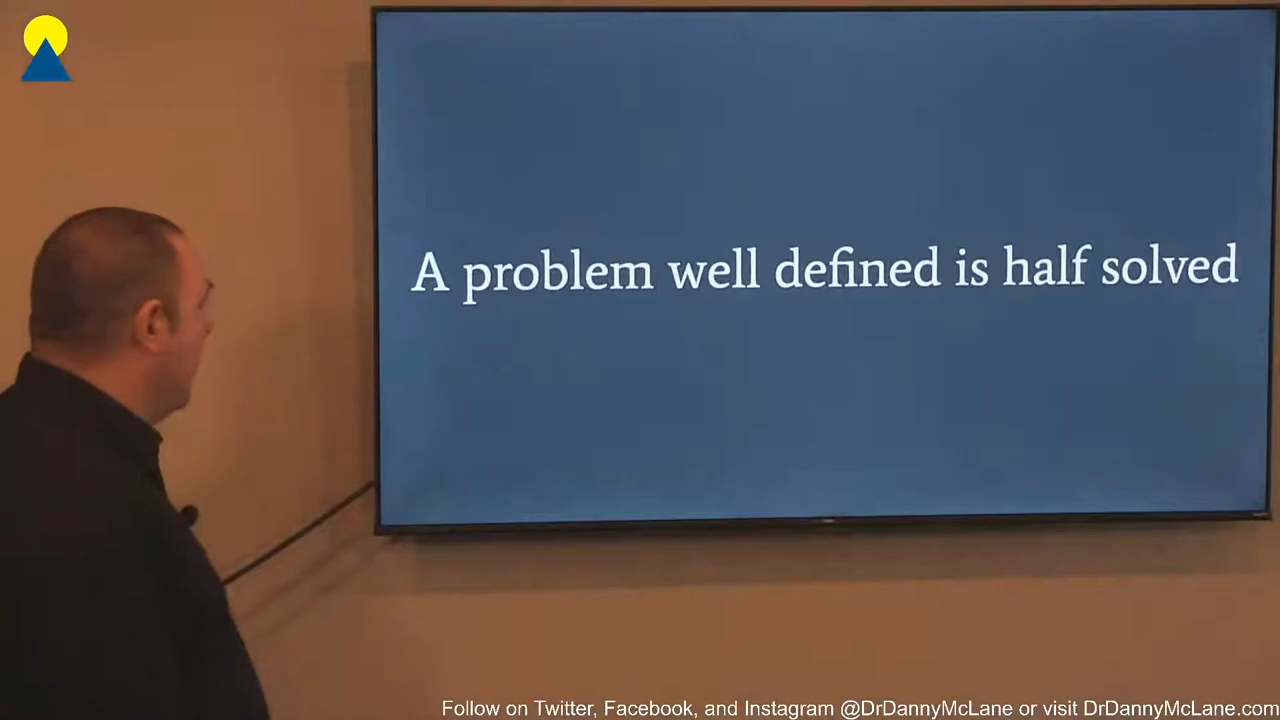 A problem well defined is half solved
Follow on Twitter, Facebook, and Instagram @DrDannyMcLane or visit DrDannyMcLane.com